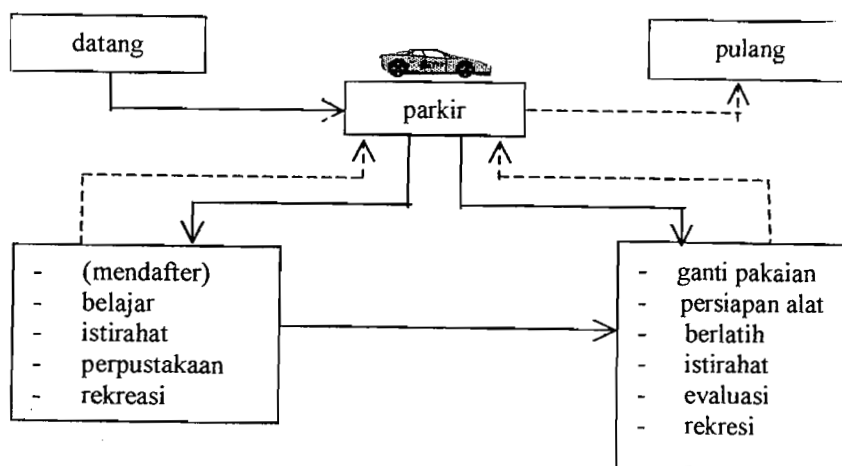 datang
pulang
parkir
- (mendafter)
- belajar
- istirahat
- perpustakaan
- rekreasi
- ganti pakaian
- persiapan alat
- berlatih
- istirahat
- evaluasi
- rekresi